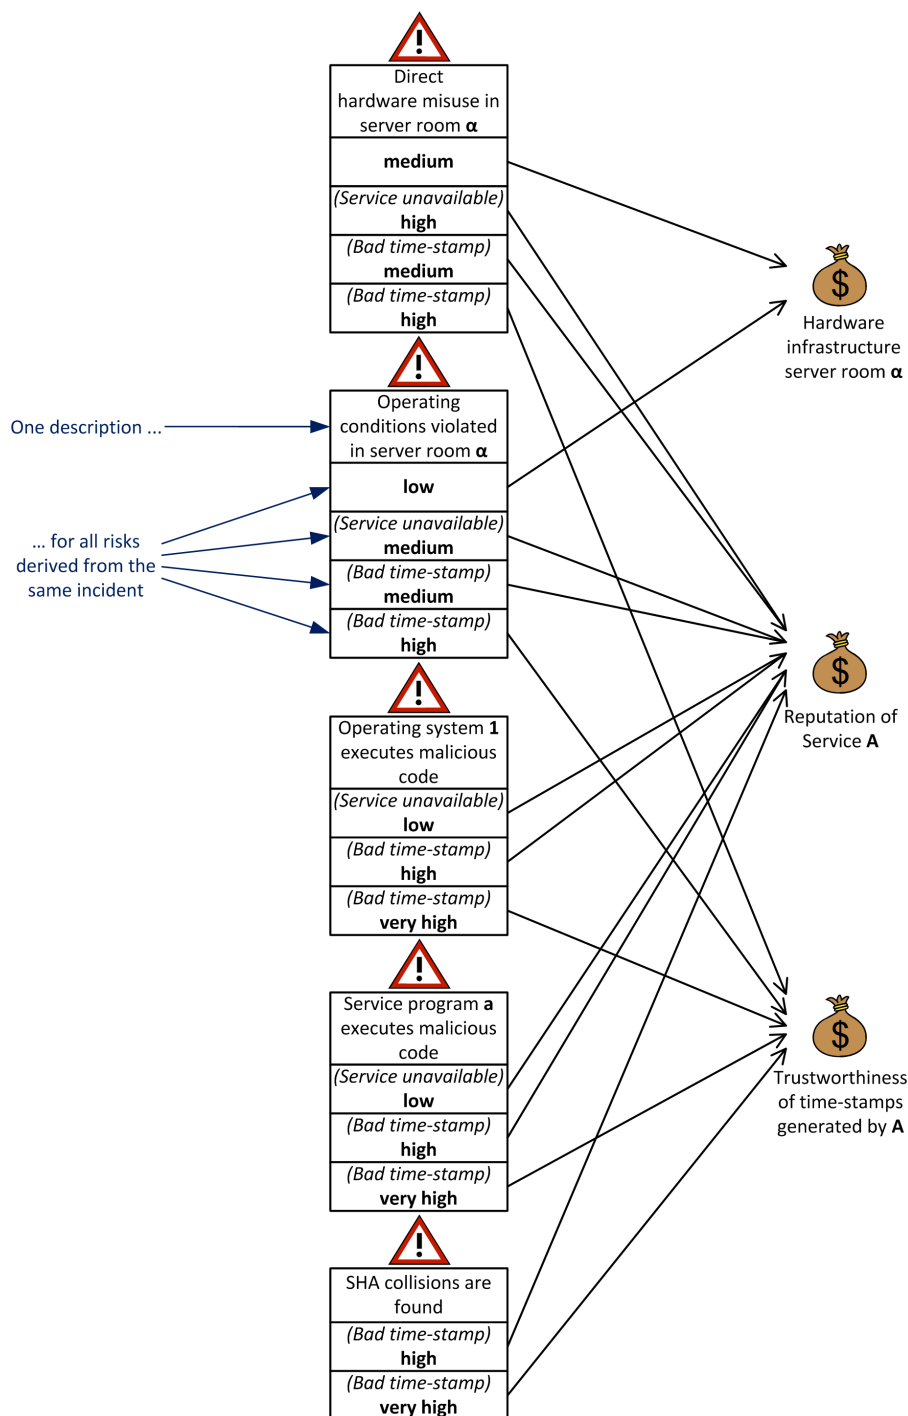 Direct
hardware misuse in
server room α
medium
(Service unavailable)
high
(Bad time-stamp)
medium
(Bad time-stamp)
high
Operating
conditions violated
in server room α
low
(Service unavailable)
medium
(Bad time-stamp)
medium
(Bad time-stamp)
high
One description ...
... for all risks
derived from the
same incident
Operating system 1
executes malicious
code
(Service unavailable)
low
(Bad time-stamp)
high
(Bad time-stamp)
very high
Service program a
executes malicious
code
(Service unavailable)
low
(Bad time-stamp)
high
(Bad time-stamp)
very high
SHA collisions are
found
(Bad time-stamp)
high
(Bad time-stamp)
very high
$
Hardware
infrastructure
server room α
$
Reputation of
Service A
$
Trustworthiness
of time-stamps
generated by A